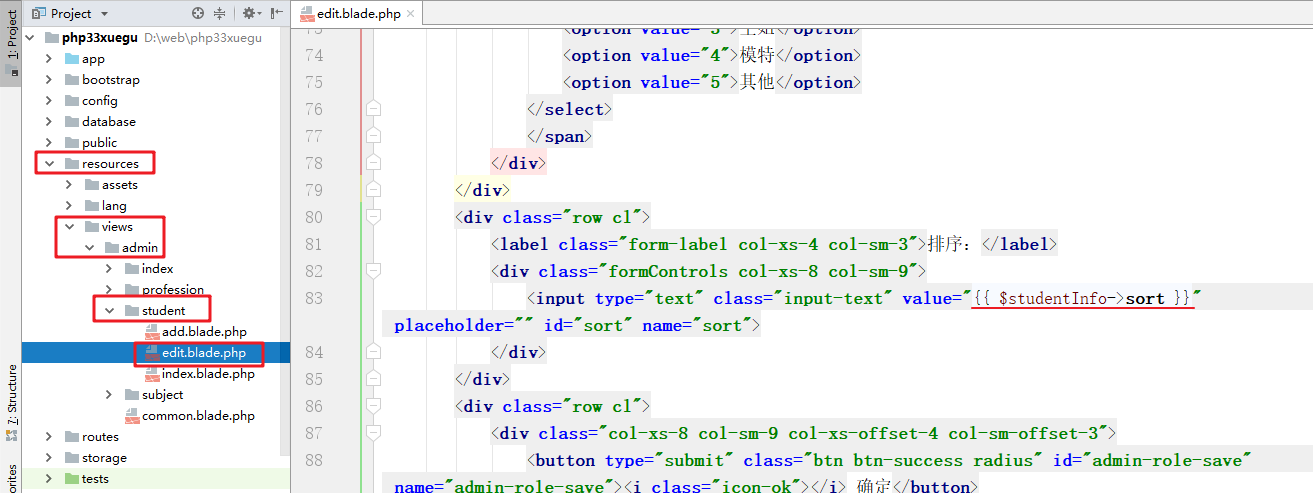 Project
edit.blade.php
1: Project
php33xuegu D:\web\php33xuegu
app
bootstrap
config
database
public
resources
assets
lang
views
admin
index
profession
student
add.blade.php
edit.blade.php
index.blade.php
subject
common.blade.php
routes
storage
tests
7: Structure
orites
74 <option value="4">模特</option>
75 <option value="5">其他</option>
76 </select>
77 </span>
78 </div>
79 </div>
80 <div class="row cl">
81 <label class="form-label col-xs-4 col-sm-3">排序：</label>
82 <div class="formControls col-xs-8 col-sm-9">
83 <input type="text" class="input-text" value="{{ $studentInfo->sort }}"
placeholder="" id="sort" name="sort">
84 </div>
85 </div>
86 <div class="row cl">
87 <div class="col-xs-8 col-sm-9 col-xs-offset-4 col-sm-offset-3">
88 <button type="submit" class="btn btn-success radius" id="admin-role-save"
name="admin-role-save"><i class="icon-ok"></i> 确定</button>